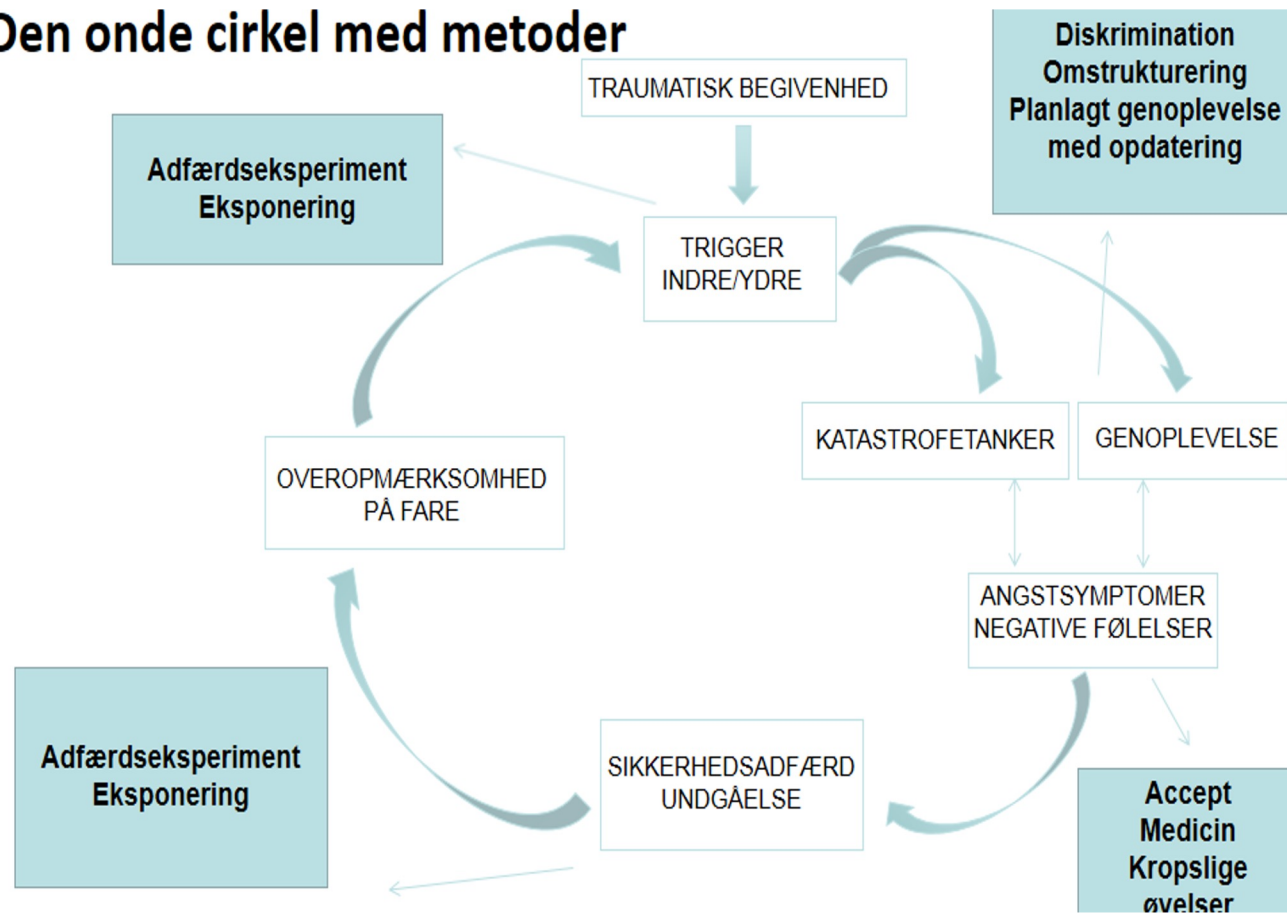 Den onde cirkel med metoder
TRAUMATISK BEGIVENHED
Diskrimination
Omstrukturering
Planlagt genoplevelse
med opdatering
Adfærdseksperiment
Eksponering
TRIGGER
INDRE/YDRE
KATASTROFETANKER
GENOPLEVELSE
OVEROPMÆRKSOMHED
PÅ FARE
ANGSTSYMPTOMER
NEGATIVE FØLELSER
Adfærdseksperiment
Eksponering
SIKKERHEDSADFÆRD
UNDGÅELSE
Accept
Medicin
Kropslige
øvelser